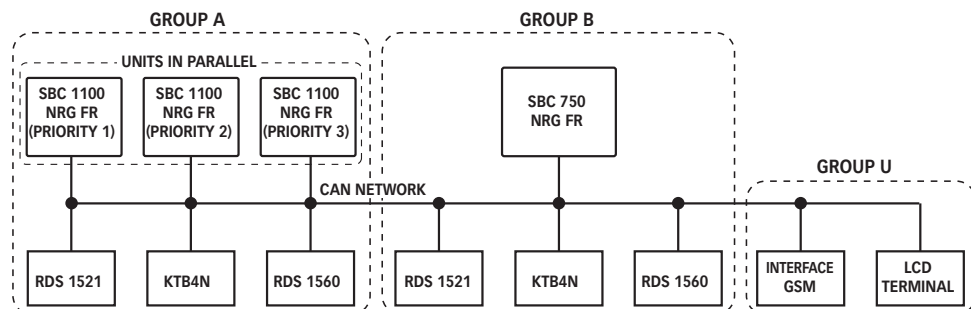 GROUP A
GROUP B
UNITS IN PARALLEL
SBC 1100
NRG FR
(PRIORITY 1)
SBC 1100
NRG FR
(PRIORITY 2)
SBC 1100
NRG FR
(PRIORITY 3)
SBC 750
NRG FR
GROUP U
CAN NETWORK
RDS 1521
KTB4N
RDS 1560
RDS 1521
KTB4N
RDS 1560
INTERFACE
GSM
LCD
TERMINAL